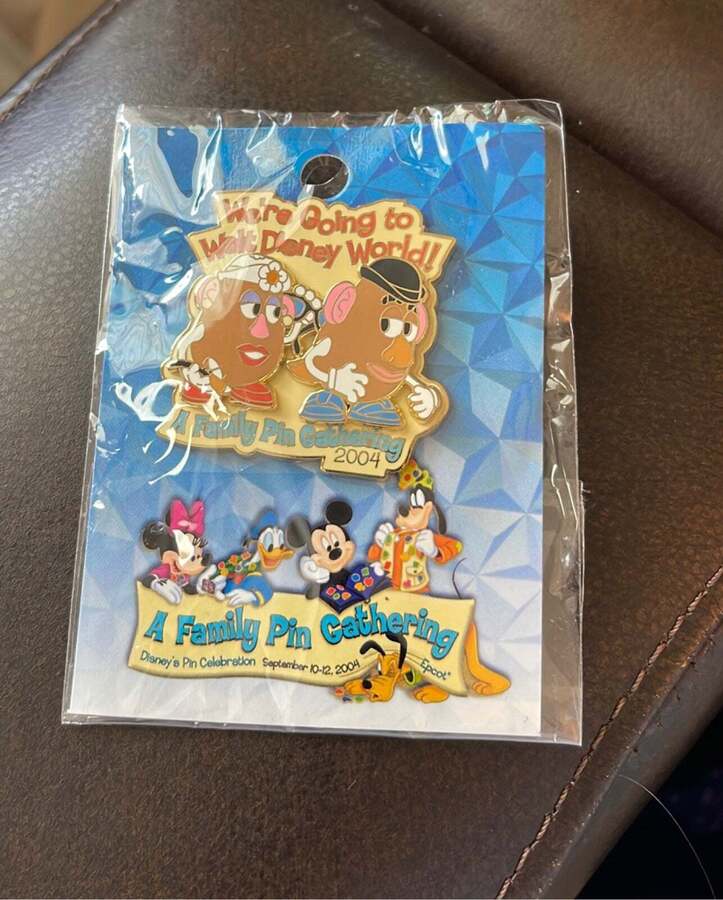 We're Going to
Walt Disney World!
A Family Pin Gathering
2004
A Family Pin Gathering
Disney's Pin Celebration September 10-12, 2004 Epcot®